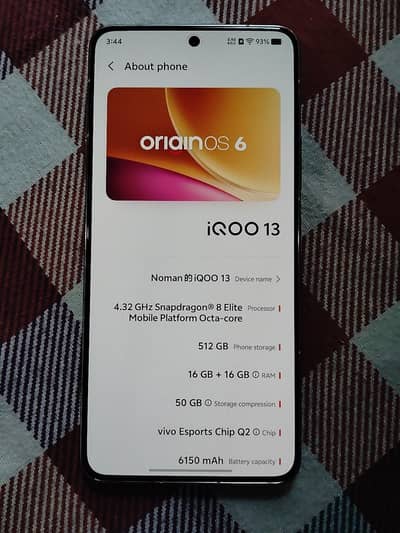 3:44
93%
About phone
OriginOS 6
iQOO 13
Noman的iQOO 13 Device name
4.32 GHz Snapdragon® 8 Elite Processor
Mobile Platform Octa-core
512 GB Phone storage
16 GB + 16 GB RAM
50 GB Storage compression
vivo Esports Chip Q2 Chip
6150 mAh Battery capacity